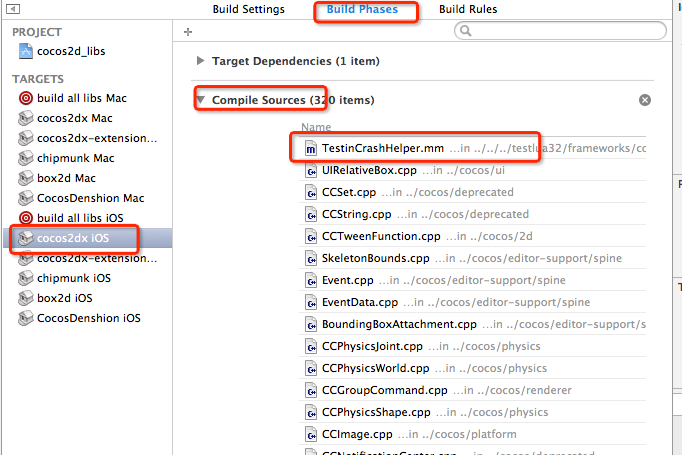 Build Settings
Build Phases
Build Rules
PROJECT
cocos2d_libs
TARGETS
build all libs Mac
cocos2dx Mac
cocos2dx-extension...
chipmunk Mac
box2d Mac
CocosDenshion Mac
build all libs iOS
cocos2dx iOS
cocos2dx-extension...
chipmunk iOS
box2d iOS
CocosDenshion iOS
Target Dependencies (1 item)
Compile Sources (320 items)
Name
TestinCrashHelper.mm ...in ../../../testlua32/frameworks/co
UIRelativeBox.cpp ...in ../cocos/ui
CCSet.cpp ...in ../cocos/deprecated
CCString.cpp ...in ../cocos/deprecated
CCTweenFunction.cpp ...in ../cocos/2d
SkeletonBounds.cpp ...in ../cocos/editor-support/spine
Event.cpp ...in ../cocos/editor-support/spine
EventData.cpp ...in ../cocos/editor-support/spine
BoundingBoxAttachment.cpp ...in ../cocos/editor-support/s
CCPhysicsJoint.cpp ...in ../cocos/physics
CCPhysicsWorld.cpp ...in ../cocos/physics
CCGroupCommand.cpp ...in ../cocos/renderer
CCPhysicsShape.cpp ...in ../cocos/physics
CCImage.cpp ...in ../cocos/platform